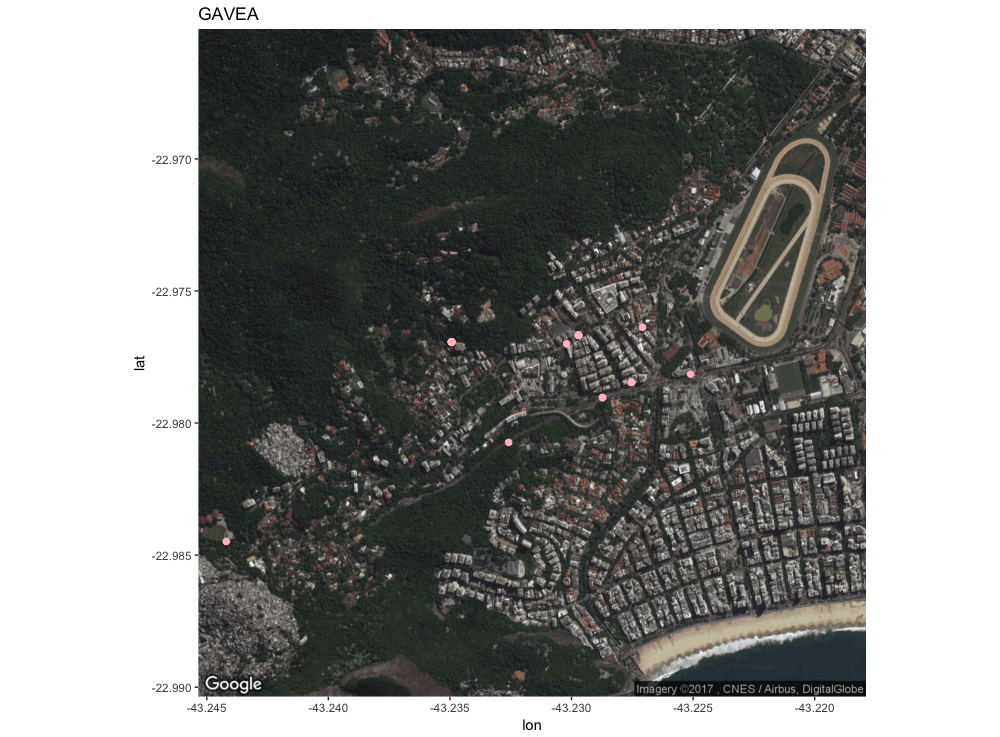 GAVEA
lat
-22.970
-22.975
-22.980
-22.985
-22.990
Google
Imagery ©2017 , CNES / Airbus, DigitalGlobe
-43.245 -43.240 -43.235 -43.230 -43.225 -43.220
lon